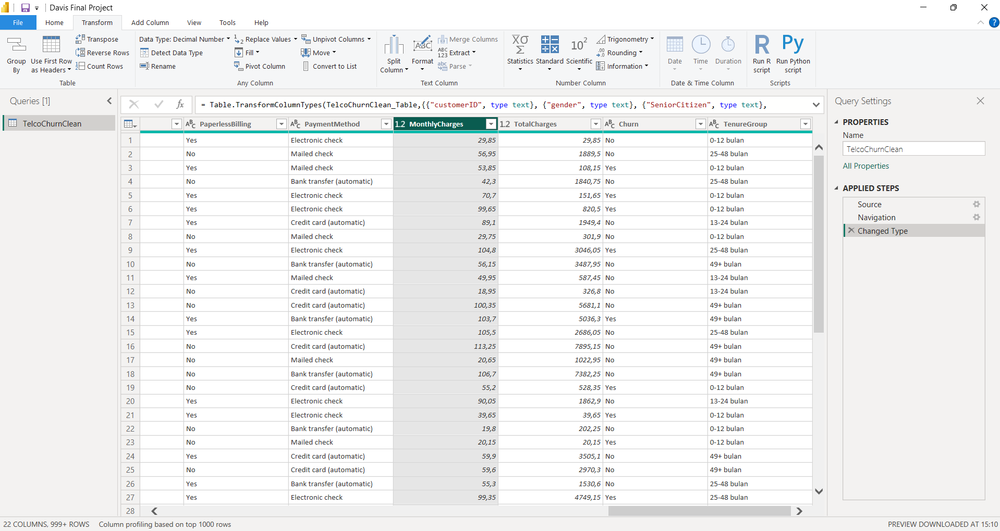 Davis Final Project
File Home Transform Add Column View Tools Help
Group By
Use First Row as Headers
Transpose
Reverse Rows
Count Rows
Table
Data Type: Decimal Number
Detect Data Type
Rename
Replace Values
Fill
Pivot Column
Unpivot Columns
Move
Convert to List
Any Column
Split Column
Format
ABC
Merge Columns
ABC 123 Extract
abc Parse
Text Column
XΣσ Statistics
Standard
10² Scientific
Trigonometry
.00 Rounding
Information
Number Column
Date
Time
Duration
Date & Time Column
R Run R script
Py Run Python script
Scripts
Queries [1]
TelcoChurnClean
fx = Table.TransformColumnTypes(TelcoChurnClean_Table,{{"customerID", type text}, {"gender", type text}, {"SeniorCitizen", type text},
ABC PaperlessBilling ABC PaymentMethod 1.2 MonthlyCharges 1.2 TotalCharges ABC Churn ABC TenureGroup
1 Yes Electronic check 29,85 29,85 No 0-12 bulan
2 No Mailed check 56,95 1889,5 No 25-48 bulan
3 Yes Mailed check 53,85 108,15 Yes 0-12 bulan
4 No Bank transfer (automatic) 42,3 1840,75 No 25-48 bulan
5 Yes Electronic check 70,7 151,65 Yes 0-12 bulan
6 Yes Electronic check 99,65 820,5 Yes 0-12 bulan
7 Yes Credit card (automatic) 89,1 1949,4 No 13-24 bulan
8 No Mailed check 29,75 301,9 No 0-12 bulan
9 Yes Electronic check 104,8 3046,05 Yes 25-48 bulan
10 No Bank transfer (automatic) 56,15 3487,95 No 49+ bulan
11 Yes Mailed check 49,95 587,45 No 13-24 bulan
12 No Credit card (automatic) 18,95 326,8 No 13-24 bulan
13 No Credit card (automatic) 100,35 5681,1 No 49+ bulan
14 Yes Bank transfer (automatic) 103,7 5036,3 Yes 49+ bulan
15 Yes Electronic check 105,5 2686,05 No 25-48 bulan
16 No Credit card (automatic) 113,25 7895,15 No 49+ bulan
17 No Mailed check 20,65 1022,95 No 49+ bulan
18 No Bank transfer (automatic) 106,7 7382,25 No 49+ bulan
19 No Credit card (automatic) 55,2 528,35 Yes 0-12 bulan
20 Yes Electronic check 90,05 1862,9 No 13-24 bulan
21 Yes Electronic check 39,65 39,65 Yes 0-12 bulan
22 No Bank transfer (automatic) 19,8 202,25 No 0-12 bulan
23 No Mailed check 20,15 20,15 Yes 0-12 bulan
24 Yes Credit card (automatic) 59,9 3505,1 No 49+ bulan
25 No Credit card (automatic) 59,6 2970,3 No 49+ bulan
26 Yes Bank transfer (automatic) 55,3 1530,6 No 25-48 bulan
27 Yes Electronic check 99,35 4749,15 Yes 25-48 bulan
28
Query Settings
PROPERTIES
Name
TelcoChurnClean
All Properties
APPLIED STEPS
Source
Navigation
Changed Type
22 COLUMNS, 999+ ROWS Column profiling based on top 1000 rows
PREVIEW DOWNLOADED AT 15:10